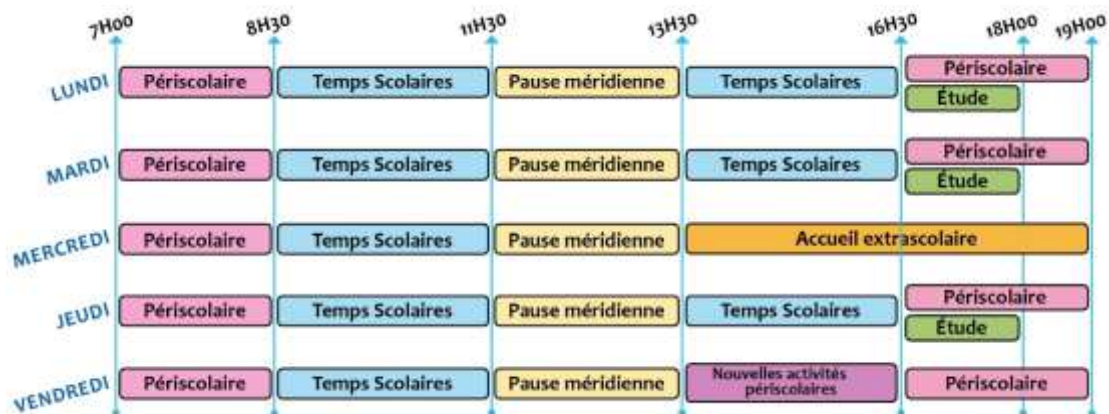 7H00 8H30 11H30 13H30 16H30 18H00 19H00
LUNDI Périscolaire Temps Scolaires Pause méridienne Temps Scolaires Périscolaire
Étude
MARDI Périscolaire Temps Scolaires Pause méridienne Temps Scolaires Périscolaire
Étude
MERCREDI Périscolaire Temps Scolaires Pause méridienne Accueil extrascolaire
JEUDI Périscolaire Temps Scolaires Pause méridienne Temps Scolaires Périscolaire
Étude
VENDREDI Périscolaire Temps Scolaires Pause méridienne Nouvelles activités périscolaires Périscolaire